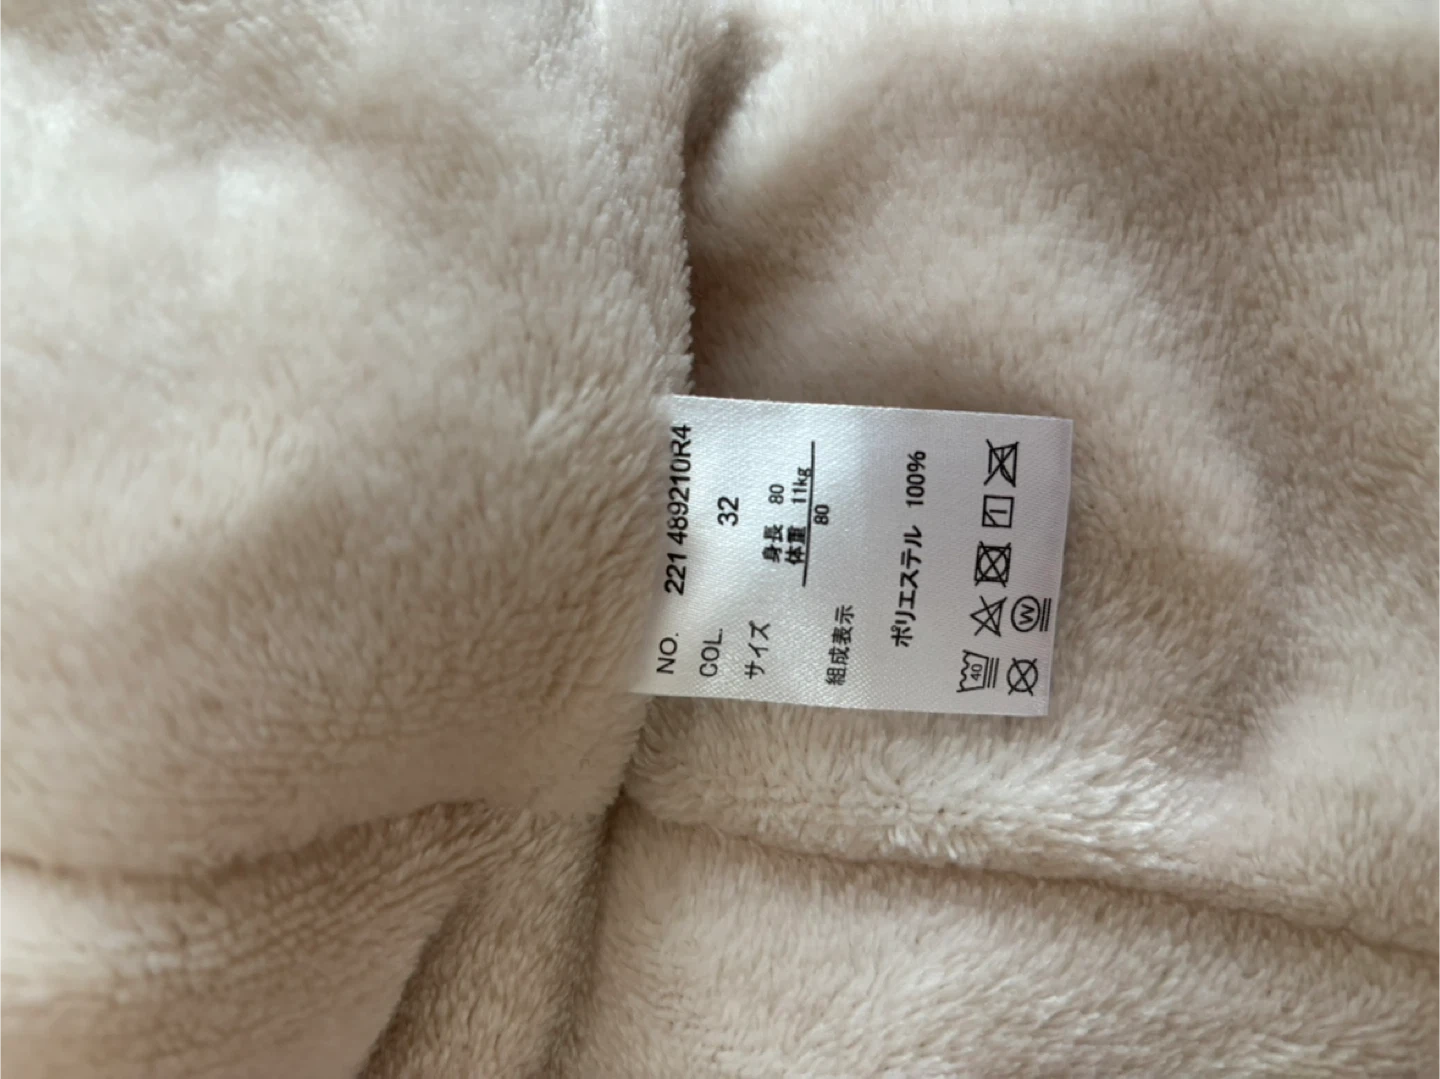 NO. 221 489210R4
COL. 32
サイズ 身長 80
体重 11kg
80
組成表示
ポリエステル 100%
40
W